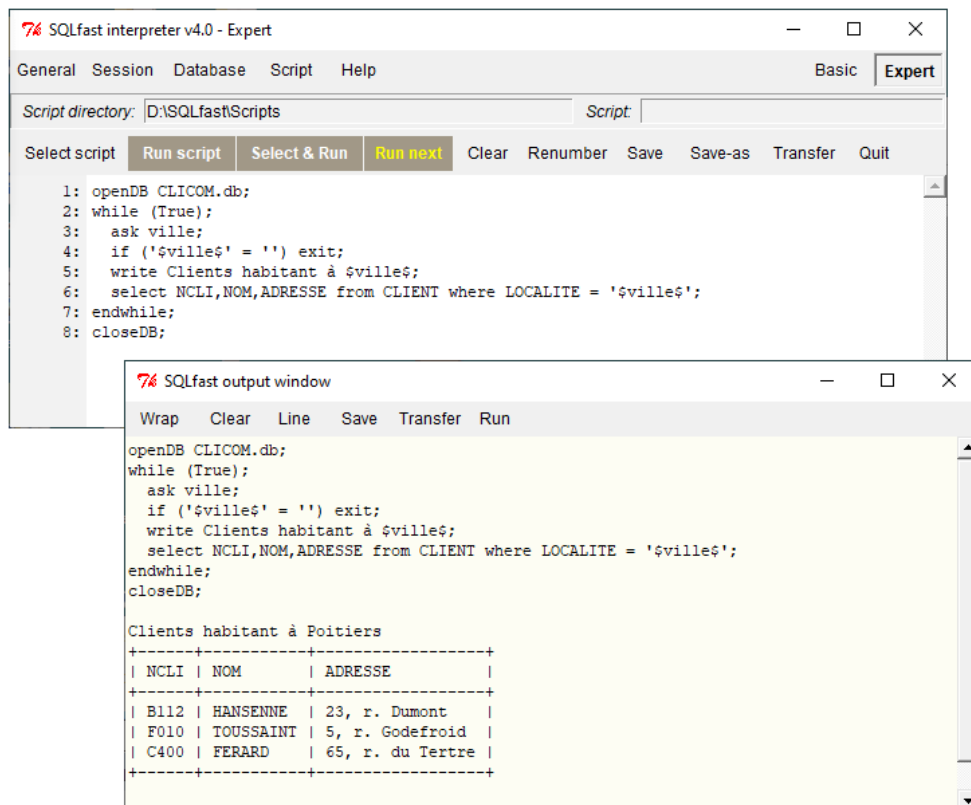 SQLfast interpreter v4.0 - Expert
General Session Database Script Help Basic Expert
Script directory: D:\SQLfast\Scripts Script:
Select script Run script Select & Run Run next Clear Renumber Save Save-as Transfer Quit
1: openDB CLICOM.db;
2: while (True);
3:   ask ville;
4:   if ('$ville$' = '') exit;
5:   write Clients habitant à $ville$;
6:   select NCLI,NOM,ADRESSE from CLIENT where LOCALITE = '$ville$';
7: endwhile;
8: closeDB;
SQLfast output window
Wrap Clear Line Save Transfer Run
openDB CLICOM.db;
while (True);
  ask ville;
  if ('$ville$' = '') exit;
  write Clients habitant à $ville$;
  select NCLI,NOM,ADRESSE from CLIENT where LOCALITE = '$ville$';
endwhile;
closeDB;
Clients habitant à Poitiers
+------+-----------+------------------+
| NCLI | NOM       | ADRESSE          |
+------+-----------+------------------+
| B112 | HANSENNE  | 23, r. Dumont    |
| F010 | TOUSSAINT | 5, r. Godefroid  |
| C400 | FERARD    | 65, r. du Tertre |
+------+-----------+------------------+